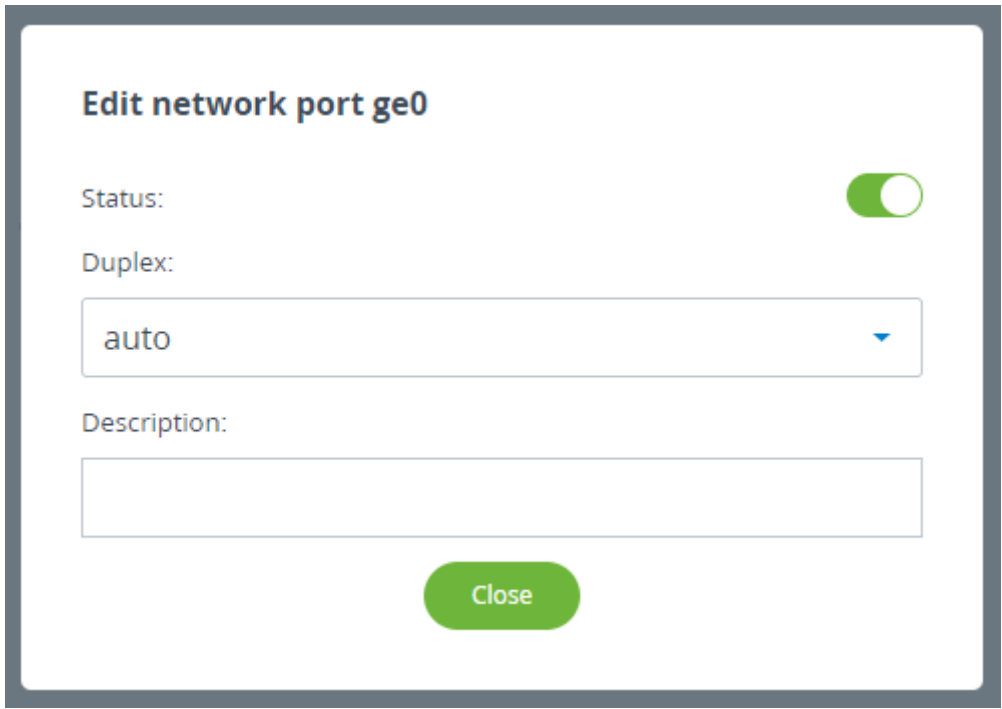 Edit network port ge0
Status:
Duplex:
auto
Description:
Close